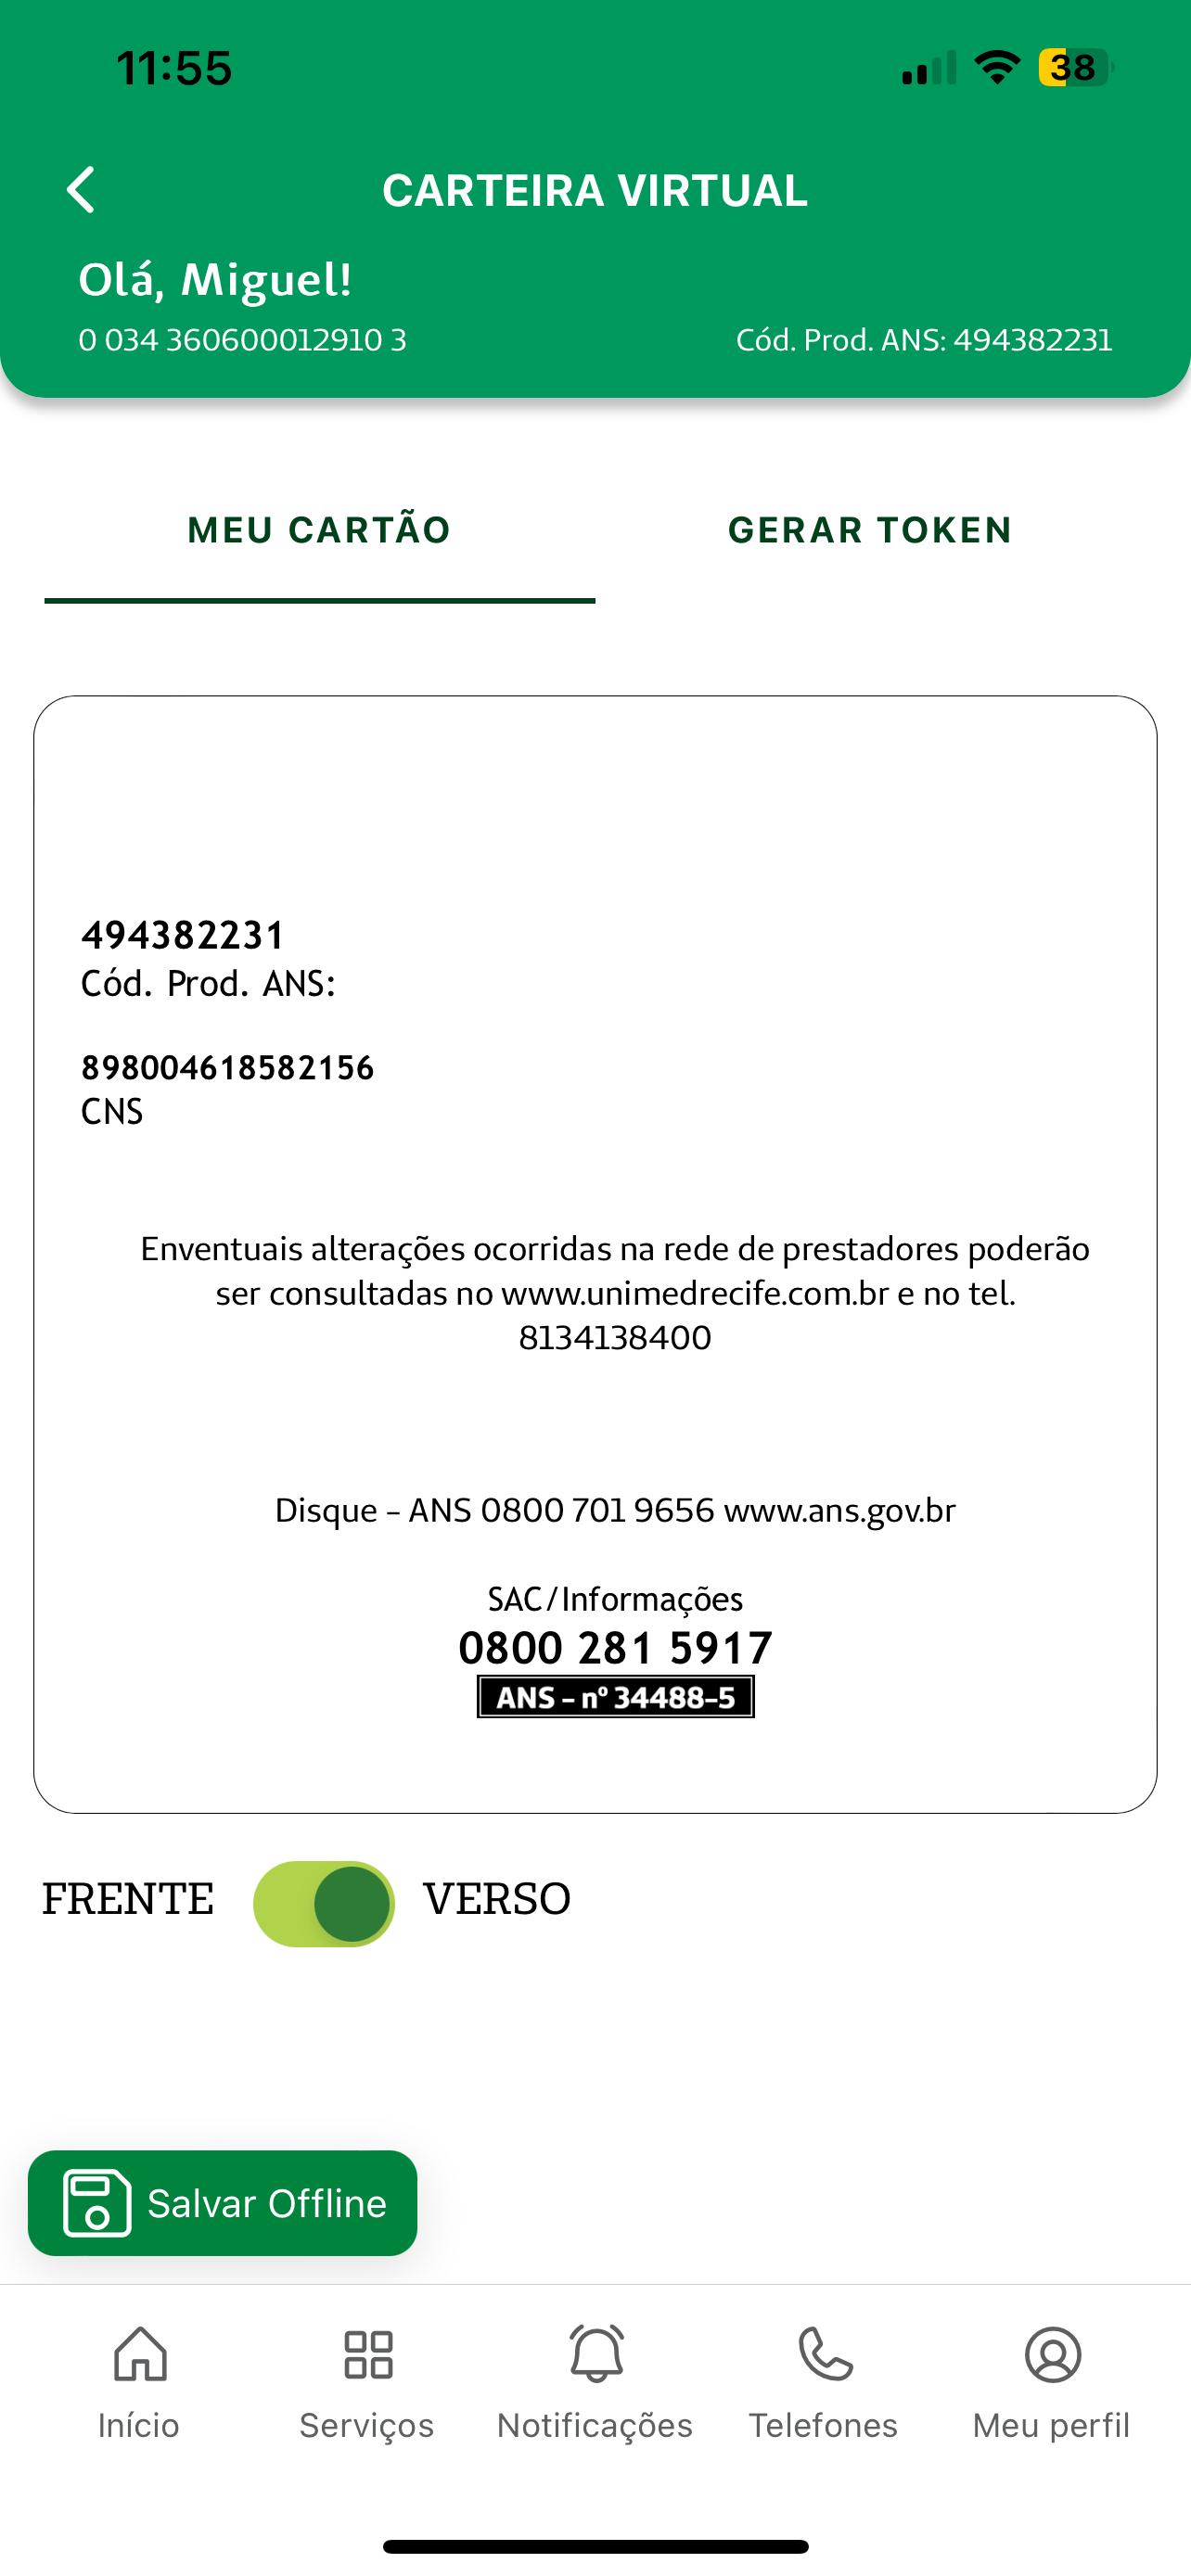 11:55
38
CARTEIRA VIRTUAL
Olá, Miguel!
0 034 360600012910 3
Cód. Prod. ANS: 494382231
MEU CARTÃO
GERAR TOKEN
494382231
Cód. Prod. ANS:
898004618582156
CNS
Enventuais alterações ocorridas na rede de prestadores poderão
ser consultadas no www.unimedrecife.com.br e no tel.
8134138400
Disque – ANS 0800 701 9656 www.ans.gov.br
SAC/Informações
0800 281 5917
ANS – nº 34488–5
FRENTE
VERSO
Salvar Offline
Início
Serviços
Notificações
Telefones
Meu perfil